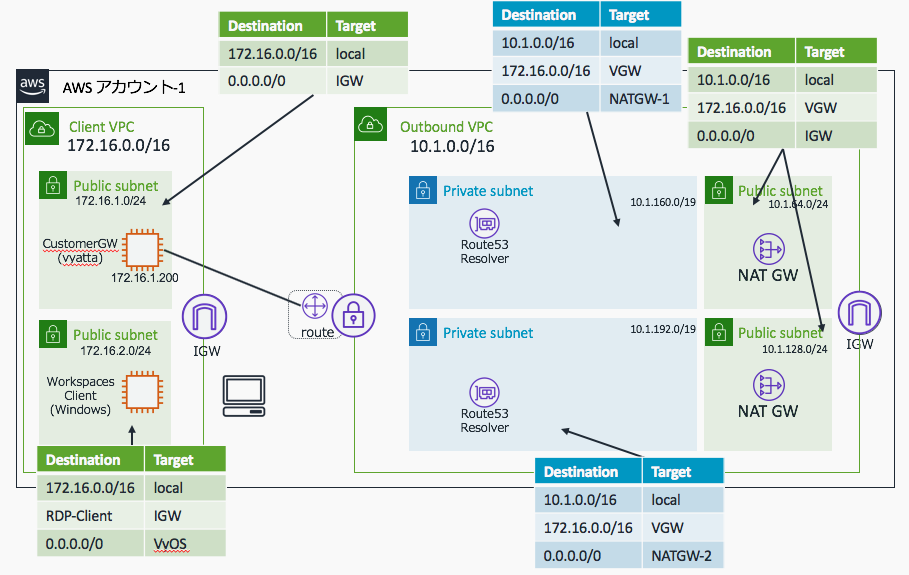 Destination Target
172.16.0.0/16 local
0.0.0.0/0 IGW
Destination Target
10.1.0.0/16 local
172.16.0.0/16 VGW
0.0.0.0/0 NATGW-1
Destination Target
10.1.0.0/16 local
172.16.0.0/16 VGW
0.0.0.0/0 IGW
aws
AWS アカウント-1
Client VPC
172.16.0.0/16
Public subnet
172.16.1.0/24
CustomerGW
(vyatta)
172.16.1.200
Public subnet
172.16.2.0/24
Workspaces
Client
(Windows)
IGW
route
Outbound VPC
10.1.0.0/16
Private subnet
10.1.160.0/19
Route53
Resolver
Public subnet
10.1.64.0/24
NAT GW
Private subnet
10.1.192.0/19
Route53
Resolver
Public subnet
10.1.128.0/24
NAT GW
IGW
Destination Target
172.16.0.0/16 local
RDP-Client IGW
0.0.0.0/0 VyOS
Destination Target
10.1.0.0/16 local
172.16.0.0/16 VGW
0.0.0.0/0 NATGW-2